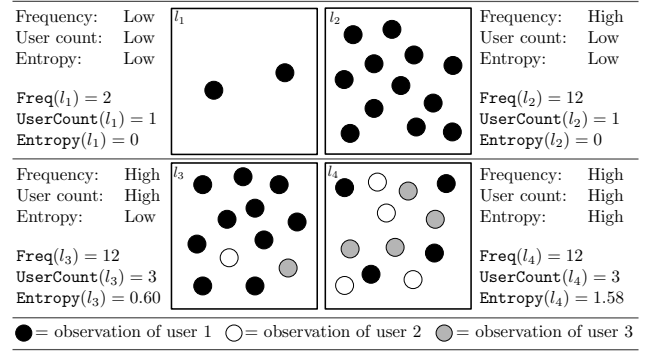 Frequency: Low
User count: Low
Entropy: Low
Freq(l₁) = 2
UserCount(l₁) = 1
Entropy(l₁) = 0
l₁
l₂
Frequency: High
User count: Low
Entropy: Low
Freq(l₂) = 12
UserCount(l₂) = 1
Entropy(l₂) = 0
Frequency: High
User count: High
Entropy: Low
Freq(l₃) = 12
UserCount(l₃) = 3
Entropy(l₃) = 0.60
l₃
l₄
Frequency: High
User count: High
Entropy: High
Freq(l₄) = 12
UserCount(l₄) = 3
Entropy(l₄) = 1.58
= observation of user 1 = observation of user 2 = observation of user 3